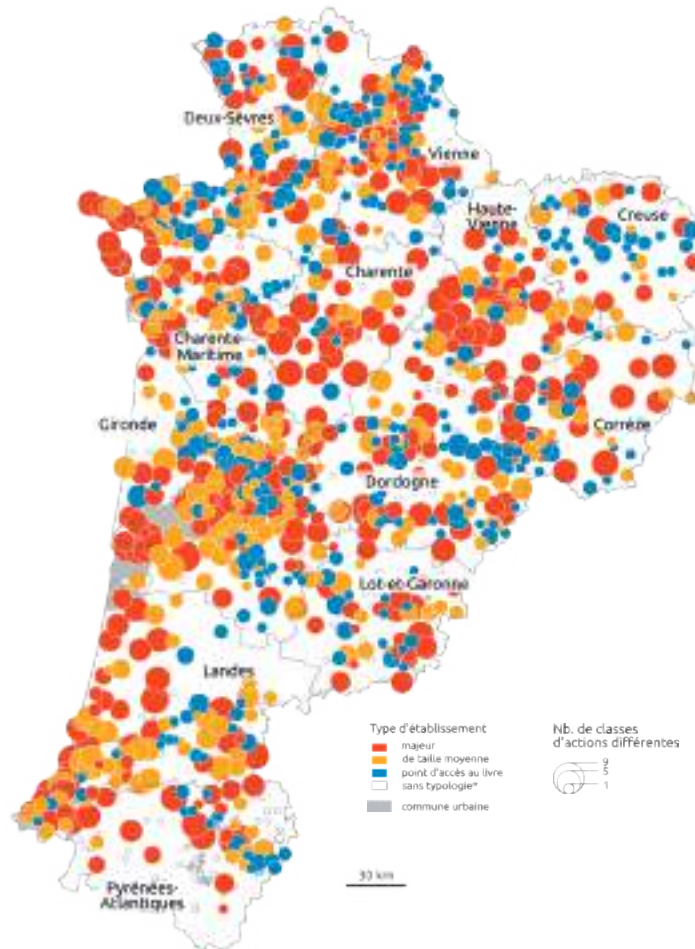 Deux-Sèvres
Vienne
Haute-
Vienne
Creuse
Charente
Charente-
Maritime
Gironde
Corrèze
Dordogne
Lot-et-Garonne
Landes
Pyrénées-
Atlantiques
Type d'établissement
majeur
de taille moyenne
point d'accès au livre
sans typologie*
commune urbaine
Nb. de classes
d'actions différentes
9
5
1
30 km